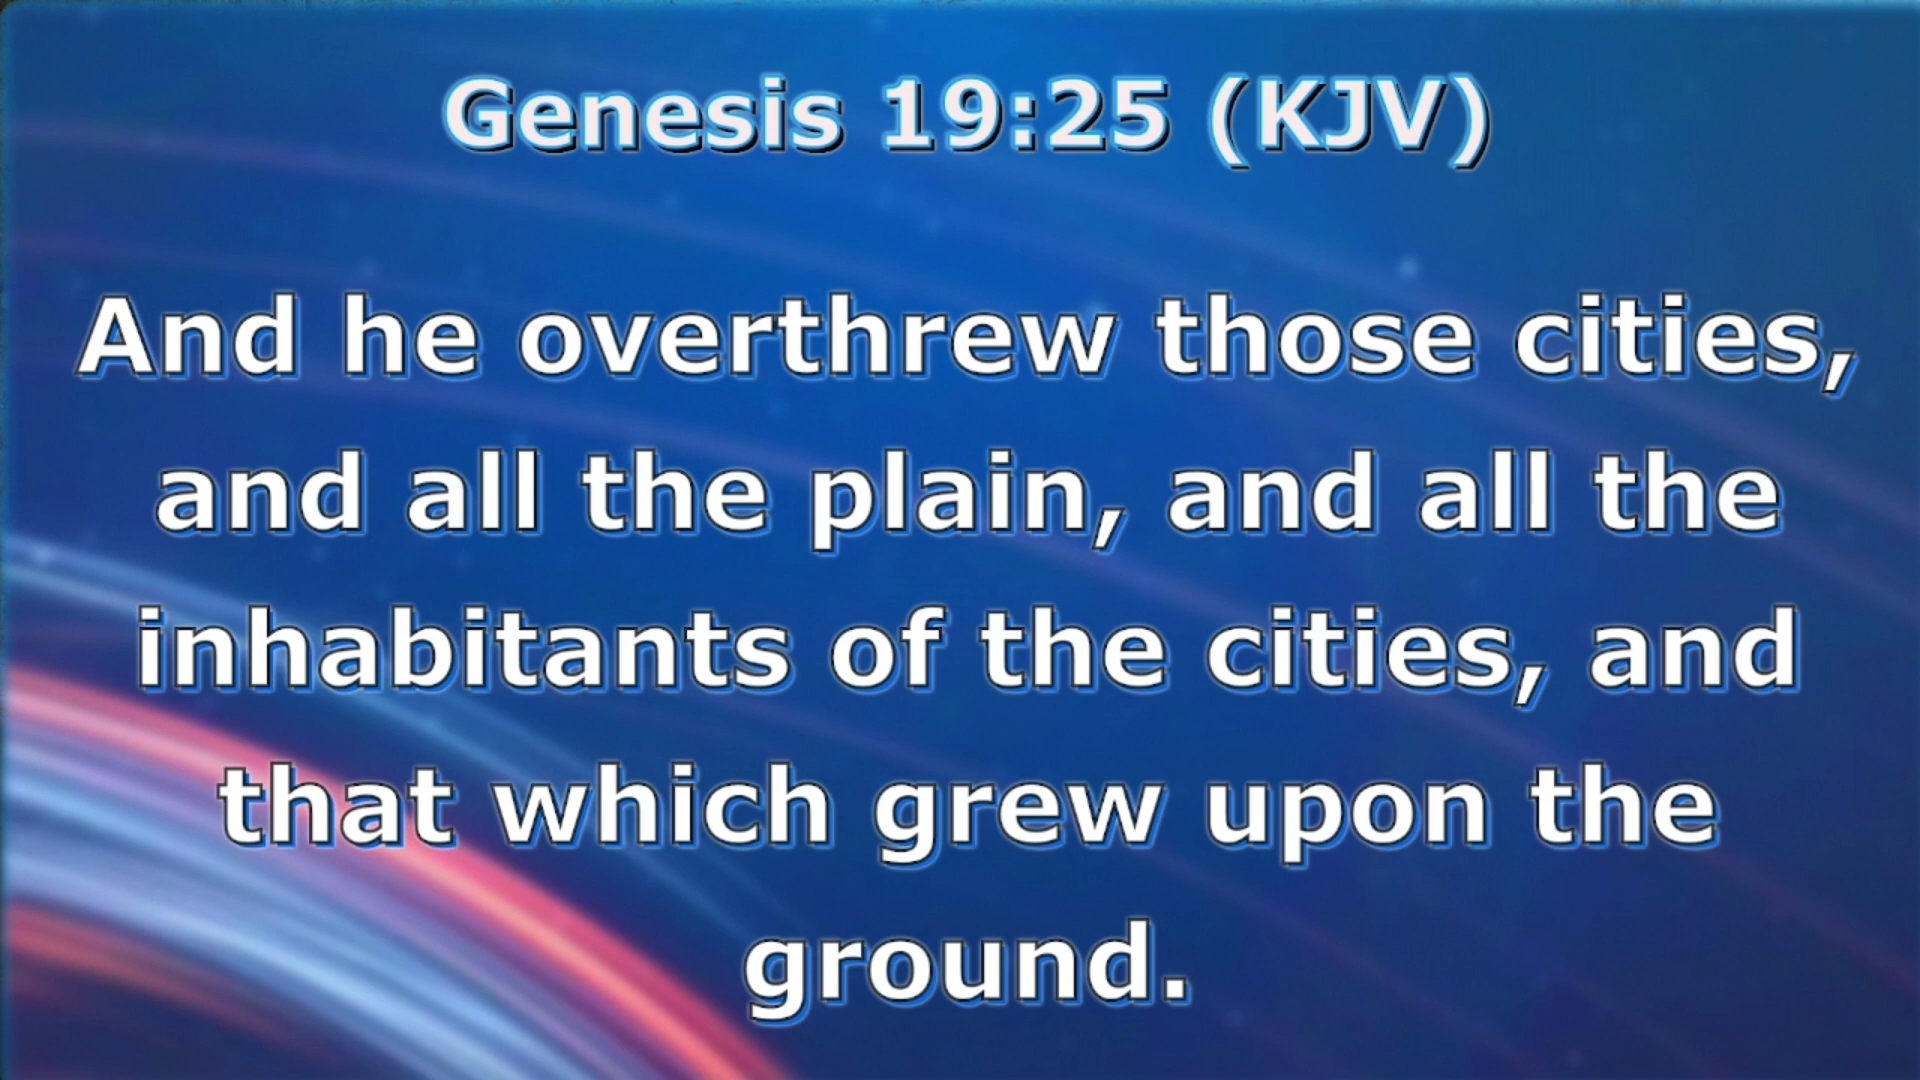 Genesis 19:25 (KJV)
And he overthrew those cities,
and all the plain, and all the
inhabitants of the cities, and
that which grew upon the
ground.